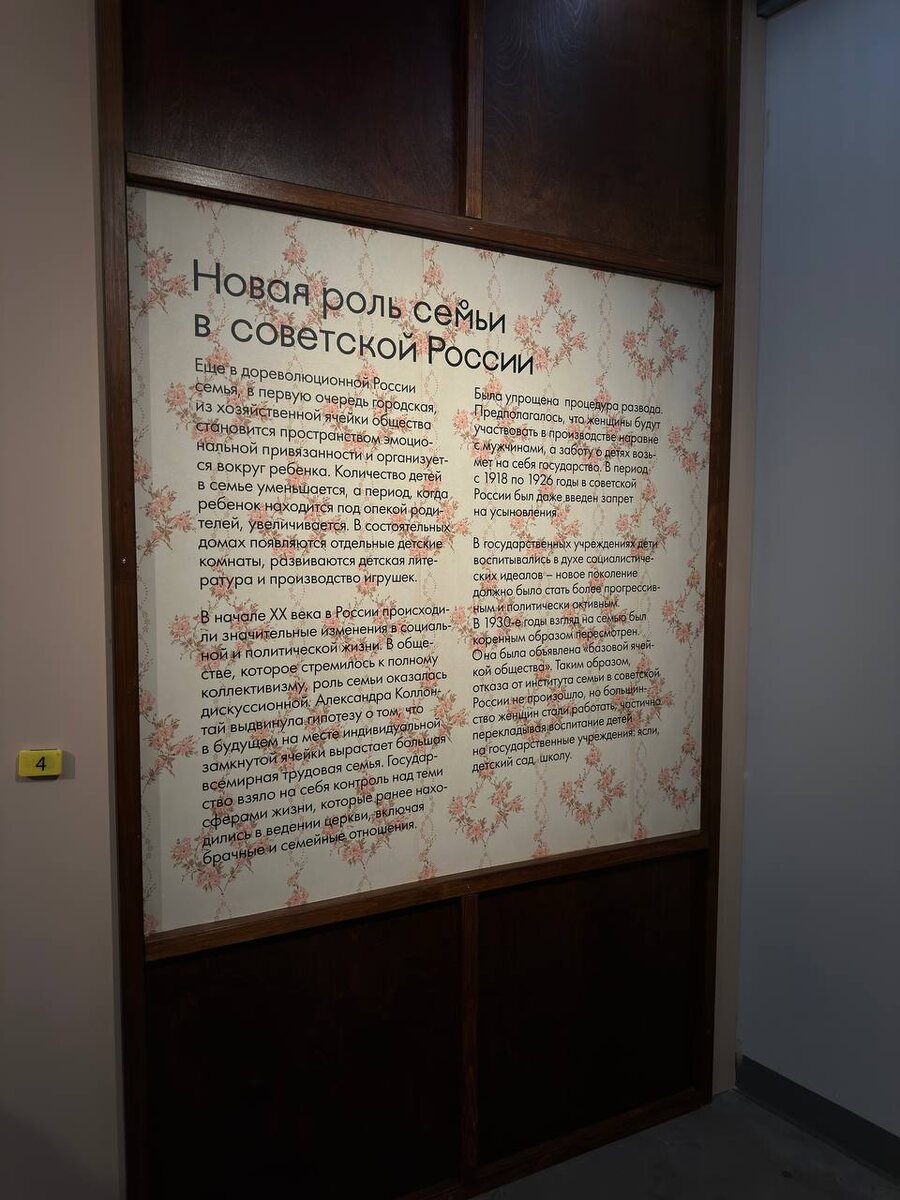 Новая роль семьи
в советской России
Еще в дореволюционной России
семья, в первую очередь городская,
из хозяйственной ячейки общества
становится пространством эмоцио-
нальной привязанности и организует-
ся вокруг ребенка. Количество детей
в семье уменьшается, а период, когда
ребенок находится под опекой роди-
телей, увеличивается. В состоятельных
домах появляются отдельные детские
комнаты, развиваются детская лите-
ратура и производство игрушек.
В начале XX века в России происходи-
ли значительные изменения в социаль-
ной и политической жизни. В обще-
стве, которое стремилось к полному
коллективизму, роль семьи оказалась
дискуссионной. Александра Коллон-
тай выдвинула гипотезу о том, что
в будущем на месте индивидуальной
замкнутой ячейки вырастает большая
всемирная трудовая семья. Государ-
ство взяло на себя контроль над теми
сферами жизни, которые ранее нахо-
дились в ведении церкви, включая
брачные и семейные отношения.
Была упрощена процедура развода.
Предполагалось, что женщины будут
участвовать в производстве наравне
с мужчинами, а заботу о детях возь-
мет на себя государство. В период
с 1918 по 1926 годы в советской
России был даже введен запрет
на усыновления.
В государственных учреждениях дети
воспитывались в духе социалистиче-
ских идеалов – новое поколение
должно было стать более прогрессив-
ным и политически активным.
В 1930-е годы взгляд на семью был
коренным образом пересмотрен.
Она была объявлена «базовой ячей-
кой общества». Таким образом,
отказа от института семьи в советской
России не произошло, но большин-
ство женщин стали работать, частично
перекладывая воспитание детей
на государственные учреждения: ясли,
детский сад, школу.
4